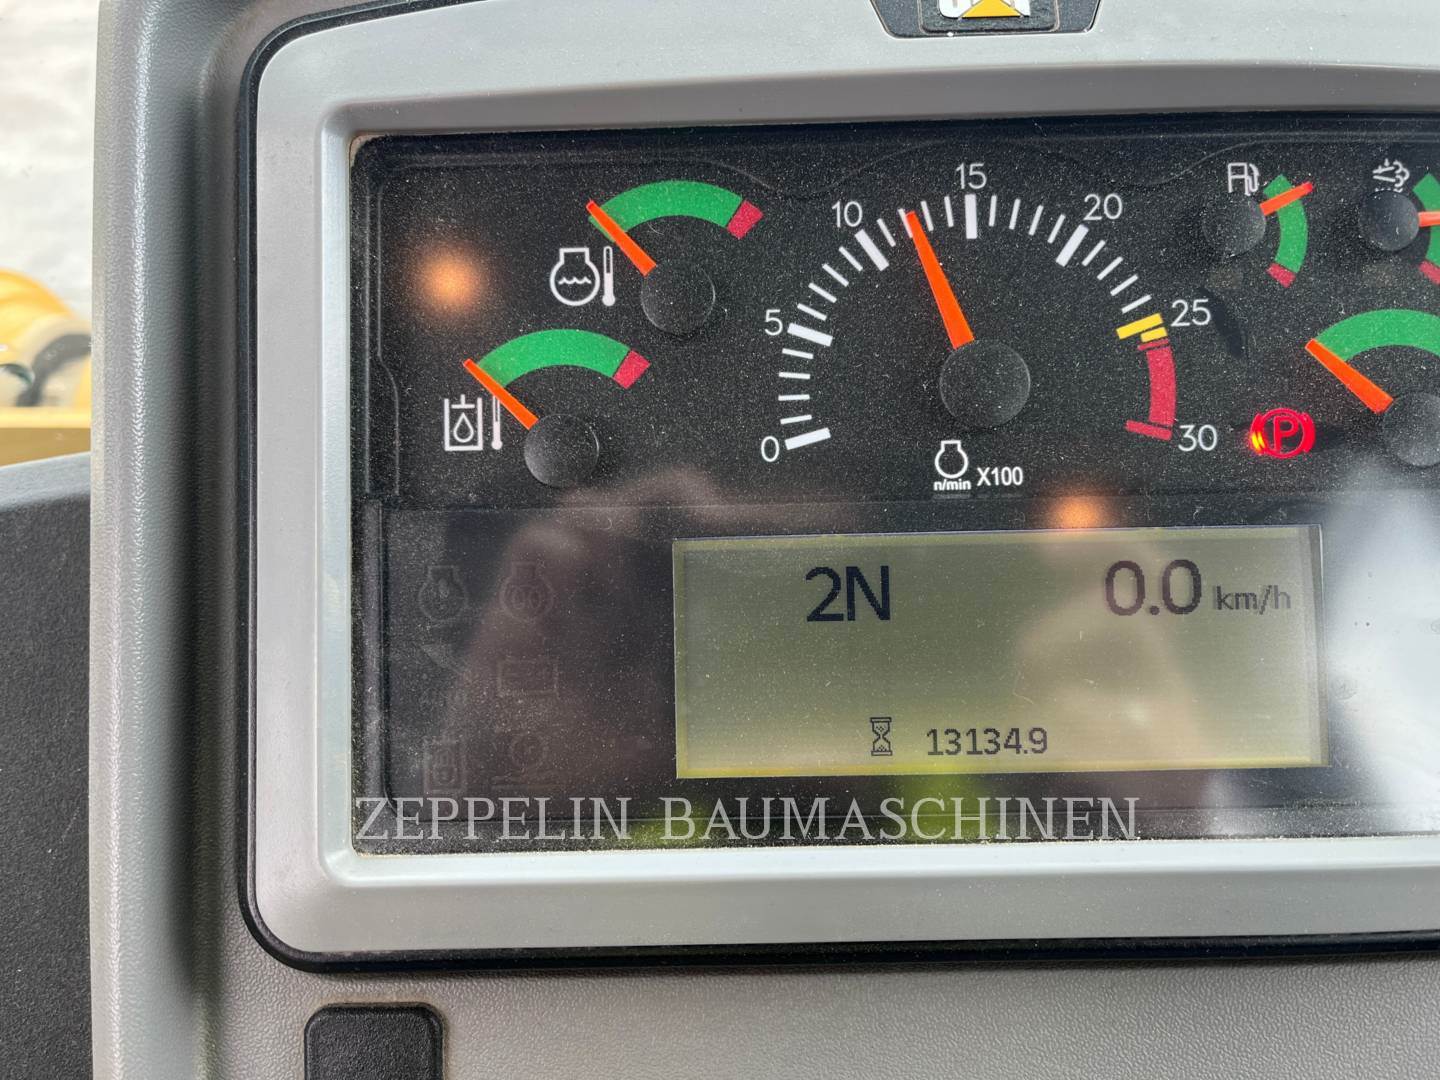 15
10
20
5
25
0
30
P
n/min X100
2N 0.0 km/h
13134.9
ZEPPELIN BAUMASCHINEN